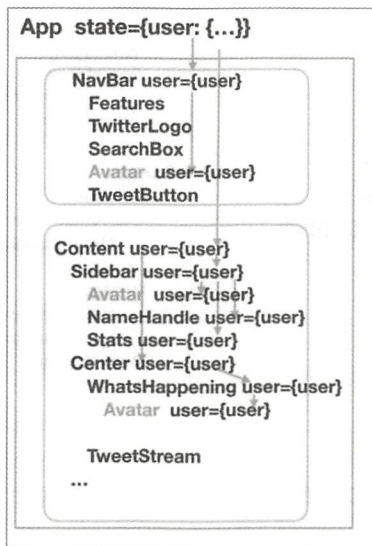 App state={user: {...}}
NavBar user={user}
Features
TwitterLogo
SearchBox
Avatar user={user}
TweetButton
Content user={user}
Sidebar user={user}
Avatar user={user}
NameHandle user={user}
Stats user={user}
Center user={user}
WhatsHappening user={user}
Avatar user={user}
TweetStream
...